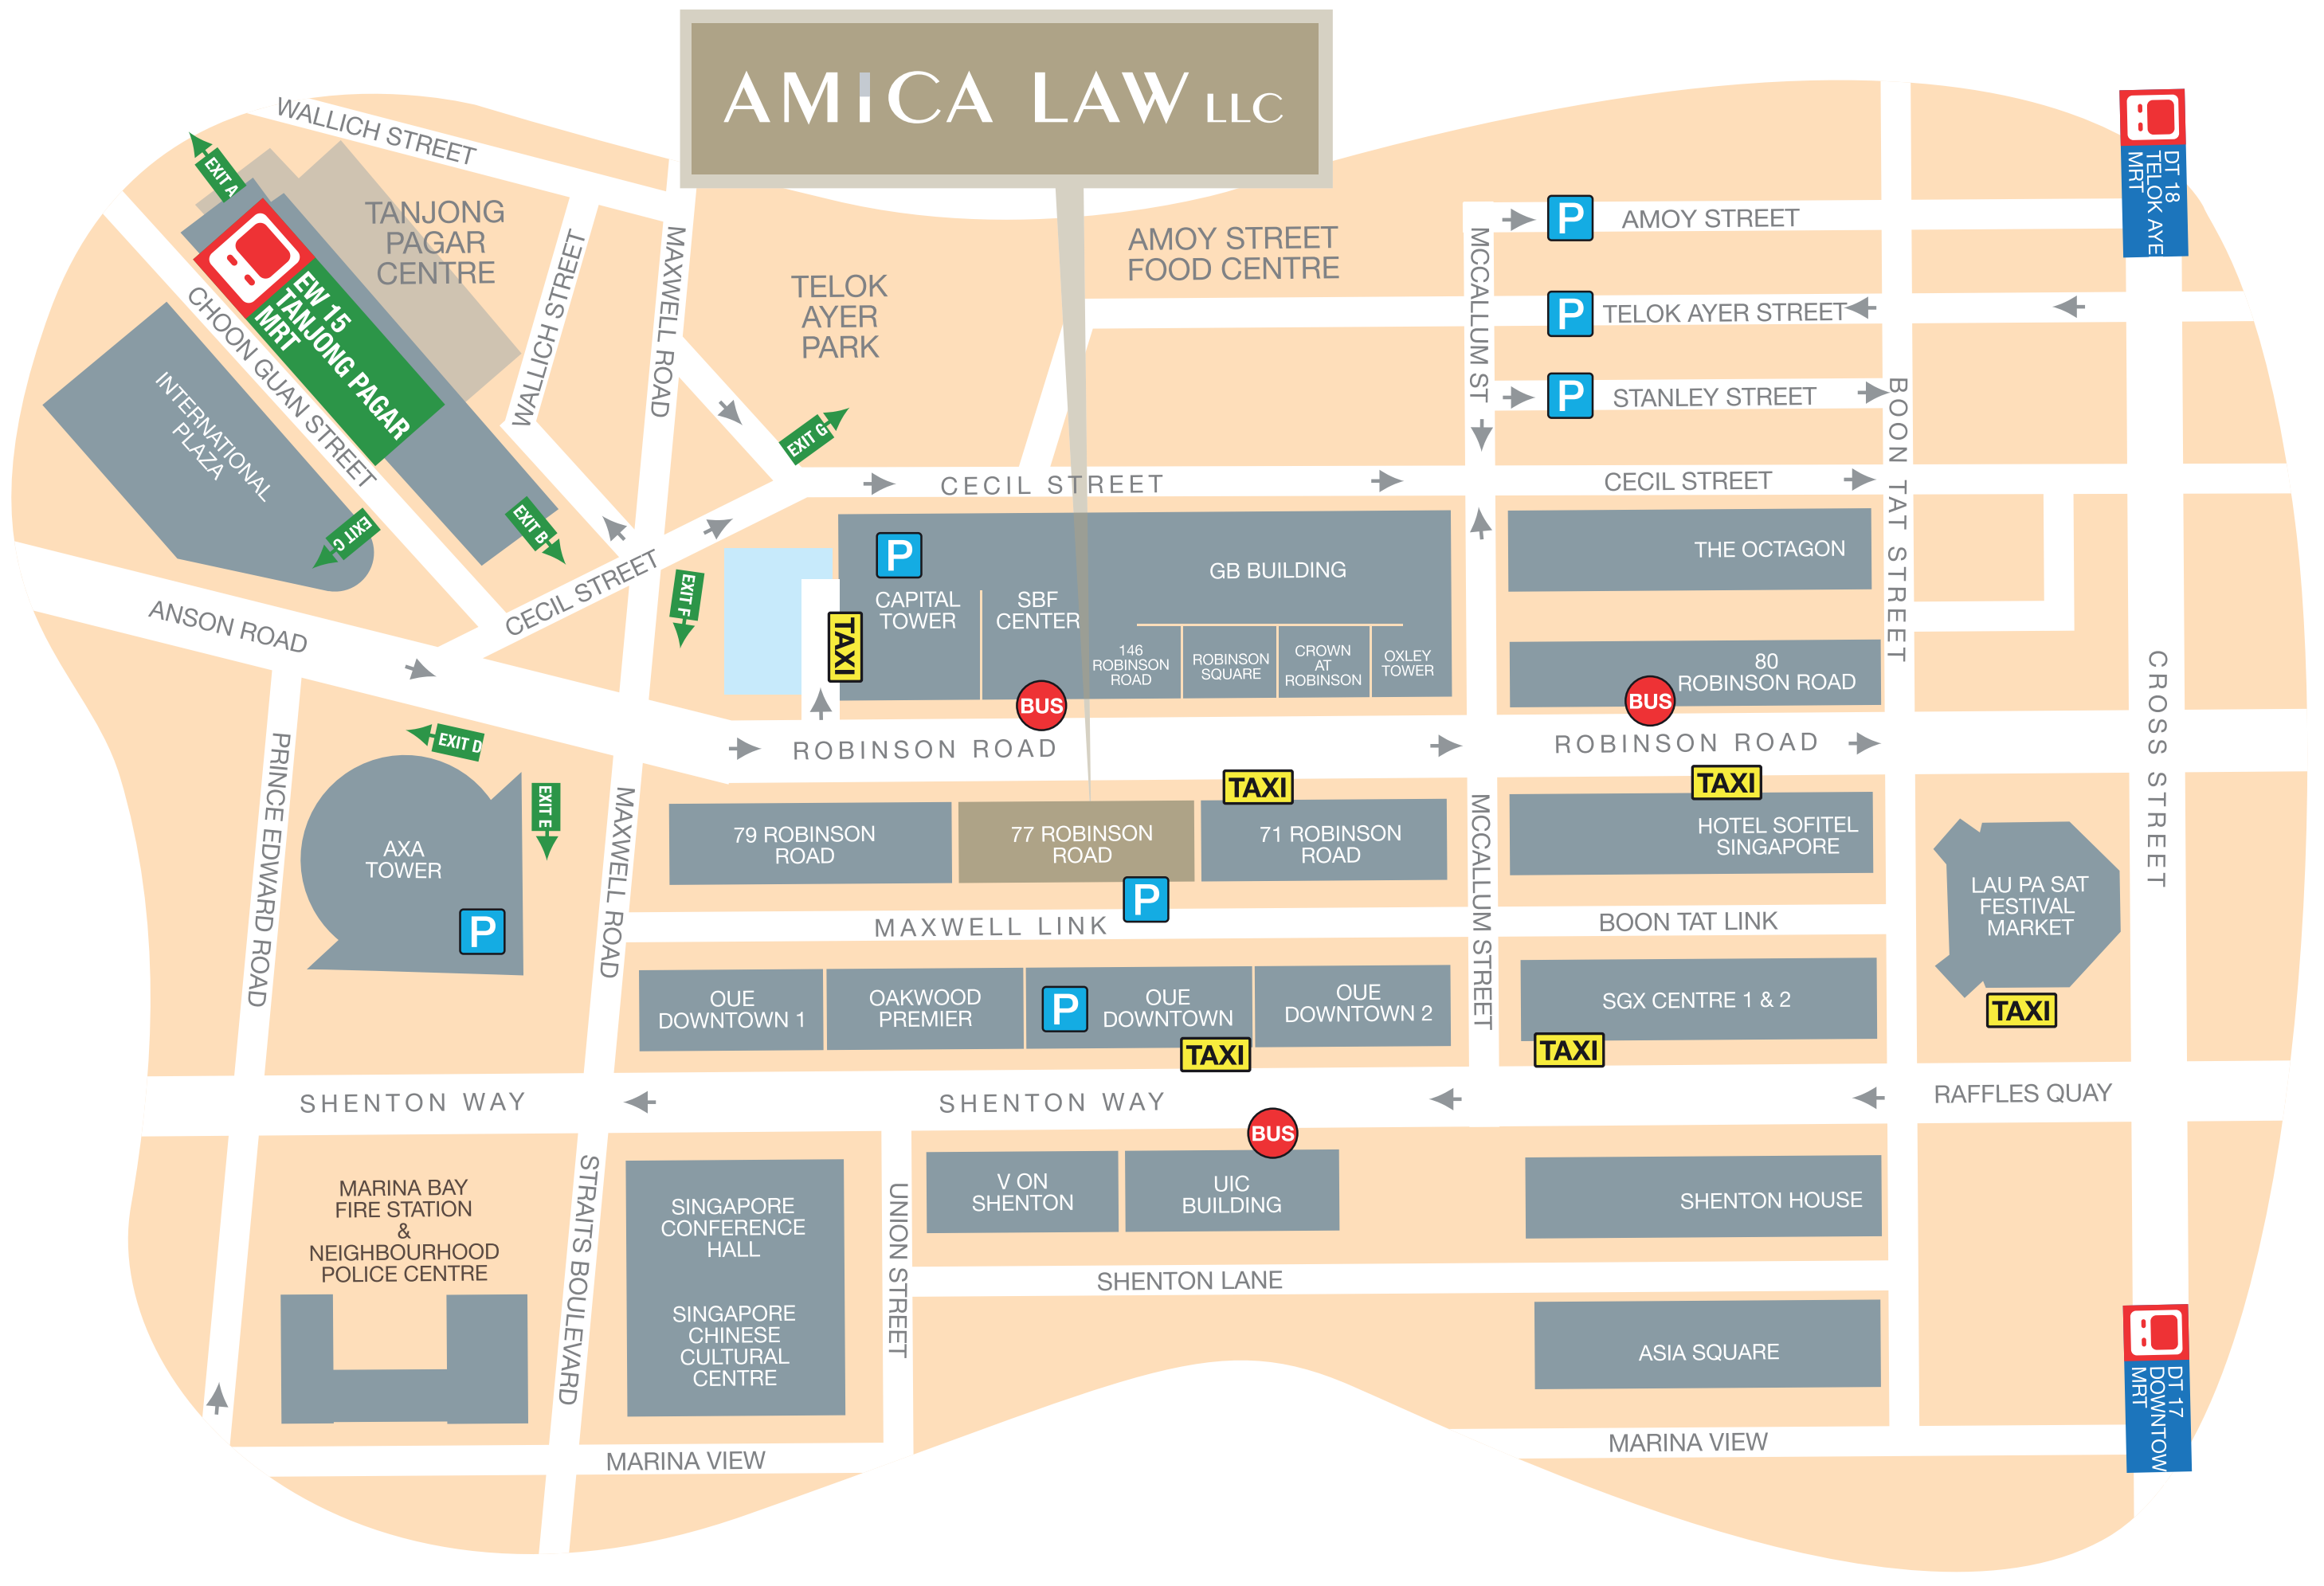 AMICA LAW LLC
WALLICH STREET
EXIT A
TANJONG
PAGAR
CENTRE
EW 15
TANJONG PAGAR
MRT
CHOON GUAN STREET
INTERNATIONAL
PLAZA
EXIT C
EXIT B
WALLICH STREET
MAXWELL ROAD
TELOK
AYER
PARK
EXIT G
AMOY STREET
FOOD CENTRE
MCCALLUM ST
P
AMOY STREET
P
TELOK AYER STREET
P
STANLEY STREET
DT 18
TELOK AYE
MRT
BOON TAT STREET
CECIL STREET
CECIL STREET
CECIL STREET
ANSON ROAD
EXIT F
P
CAPITAL
TOWER
TAXI
SBF
CENTER
GB BUILDING
146
ROBINSON
ROAD
ROBINSON
SQUARE
CROWN
AT
ROBINSON
OXLEY
TOWER
BUS
THE OCTAGON
80
ROBINSON ROAD
BUS
CROSS STREET
ROBINSON ROAD
ROBINSON ROAD
EXIT D
EXIT E
PRINCE EDWARD ROAD
AXA
TOWER
P
MAXWELL ROAD
79 ROBINSON
ROAD
77 ROBINSON
ROAD
71 ROBINSON
ROAD
TAXI
P
MCCALLUM STREET
TAXI
HOTEL SOFITEL
SINGAPORE
LAU PA SAT
FESTIVAL
MARKET
TAXI
MAXWELL LINK
BOON TAT LINK
OUE
DOWNTOWN 1
OAKWOOD
PREMIER
P
OUE
DOWNTOWN
TAXI
OUE
DOWNTOWN 2
SGX CENTRE 1 & 2
TAXI
SHENTON WAY
SHENTON WAY
RAFFLES QUAY
BUS
MARINA BAY
FIRE STATION
&
NEIGHBOURHOOD
POLICE CENTRE
STRAITS BOULEVARD
SINGAPORE
CONFERENCE
HALL
SINGAPORE
CHINESE
CULTURAL
CENTRE
UNION STREET
V ON
SHENTON
UIC
BUILDING
SHENTON HOUSE
SHENTON LANE
ASIA SQUARE
DT 17
DOWNTOW
MRT
MARINA VIEW
MARINA VIEW